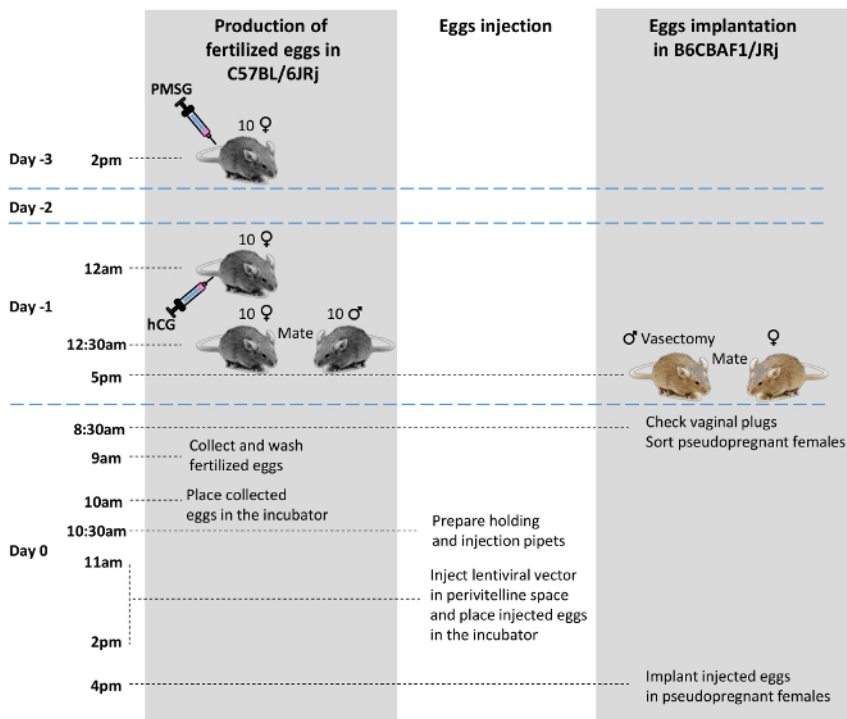 Production of
fertilized eggs in
C57BL/6JRj
Eggs injection
Eggs implantation
in B6CBAF1/JRj
PMSG
10 ♀
Day -3
2pm
Day -2
10 ♀
12am
Day -1
hCG
10 ♀
Mate
10 ♂
12:30am
♂ Vasectomy
♀
Mate
5pm
8:30am
Check vaginal plugs
Sort pseudopregnant females
9am
Collect and wash
fertilized eggs
10am
Place collected
eggs in the incubator
10:30am
Prepare holding
and injection pipets
Day 0
11am
Inject lentiviral vector
in perivitelline space
and place injected eggs
in the incubator
2pm
4pm
Implant injected eggs
in pseudopregnant females